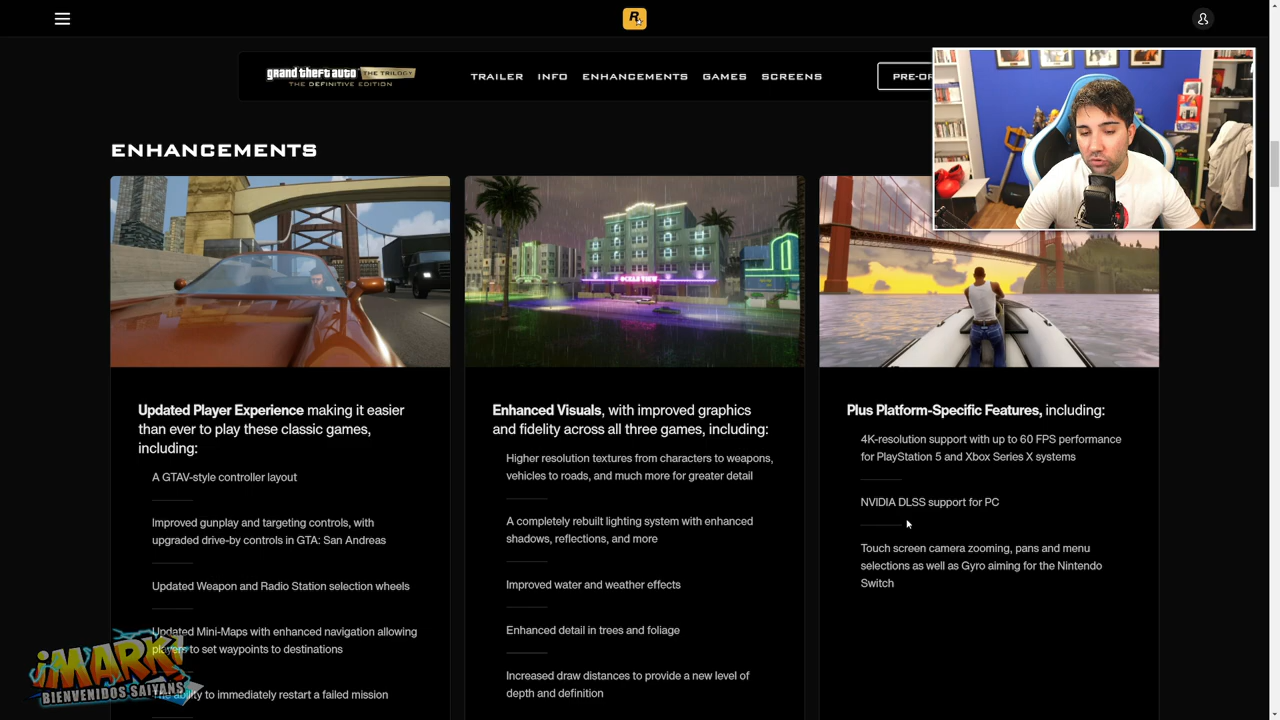 R
grand theft auto THE TRILOGY
THE DEFINITIVE EDITION
TRAILER INFO ENHANCEMENTS GAMES SCREENS
ENHANCEMENTS
OCEAN VIEW
Updated Player Experience making it easier
than ever to play these classic games,
including:
A GTAV-style controller layout
Improved gunplay and targeting controls, with
upgraded drive-by controls in GTA: San Andreas
Updated Weapon and Radio Station selection wheels
Updated Mini-Maps with enhanced navigation allowing
players to set waypoints to destinations
The ability to immediately restart a failed mission
Enhanced Visuals, with improved graphics
and fidelity across all three games, including:
Higher resolution textures from characters to weapons,
vehicles to roads, and much more for greater detail
A completely rebuilt lighting system with enhanced
shadows, reflections, and more
Improved water and weather effects
Enhanced detail in trees and foliage
Increased draw distances to provide a new level of
depth and definition
Plus Platform-Specific Features, including:
4K-resolution support with up to 60 FPS performance
for PlayStation 5 and Xbox Series X systems
NVIDIA DLSS support for PC
Touch screen camera zooming, pans and menu
selections as well as Gyro aiming for the Nintendo
Switch
iMARK!
BIENVENIDOS SAIYANS